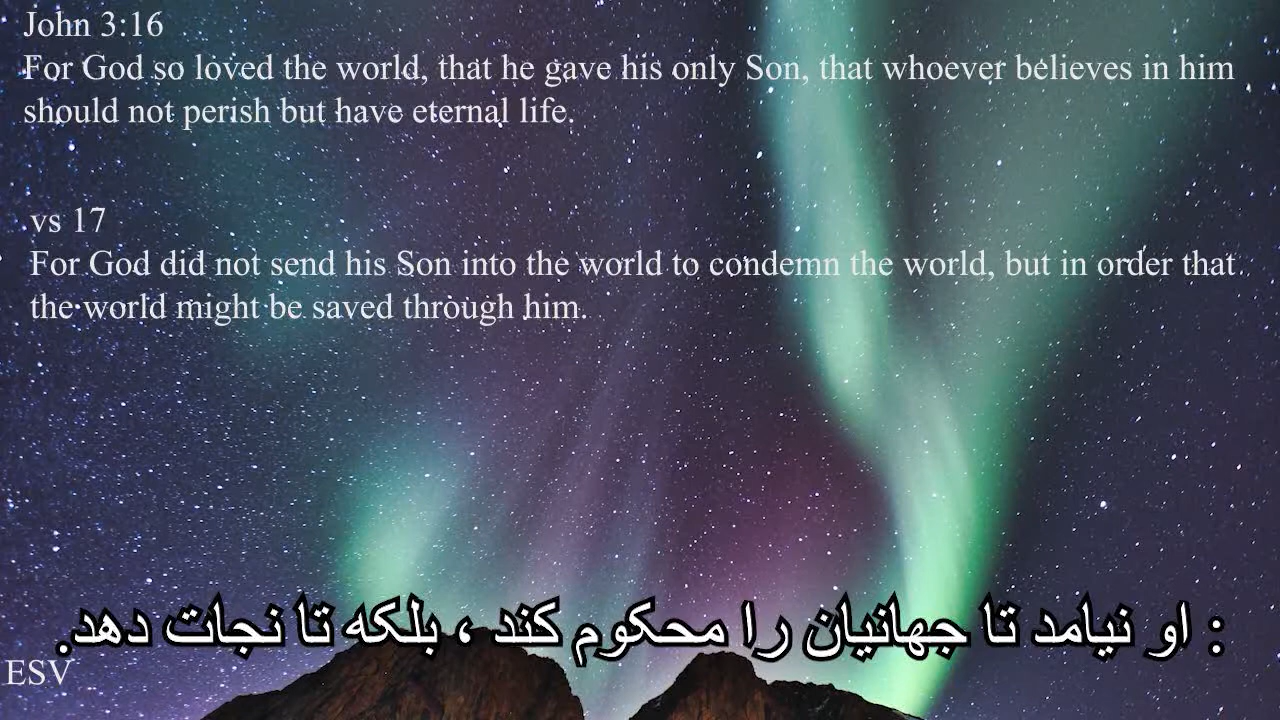 John 3:16
For God so loved the world, that he gave his only Son, that whoever believes in him
should not perish but have eternal life.
vs 17
For God did not send his Son into the world to condemn the world, but in order that
the world might be saved through him.
: او نیامد تا جهانیان را محکوم کند ، بلکه تا نجات دهد.
ESV